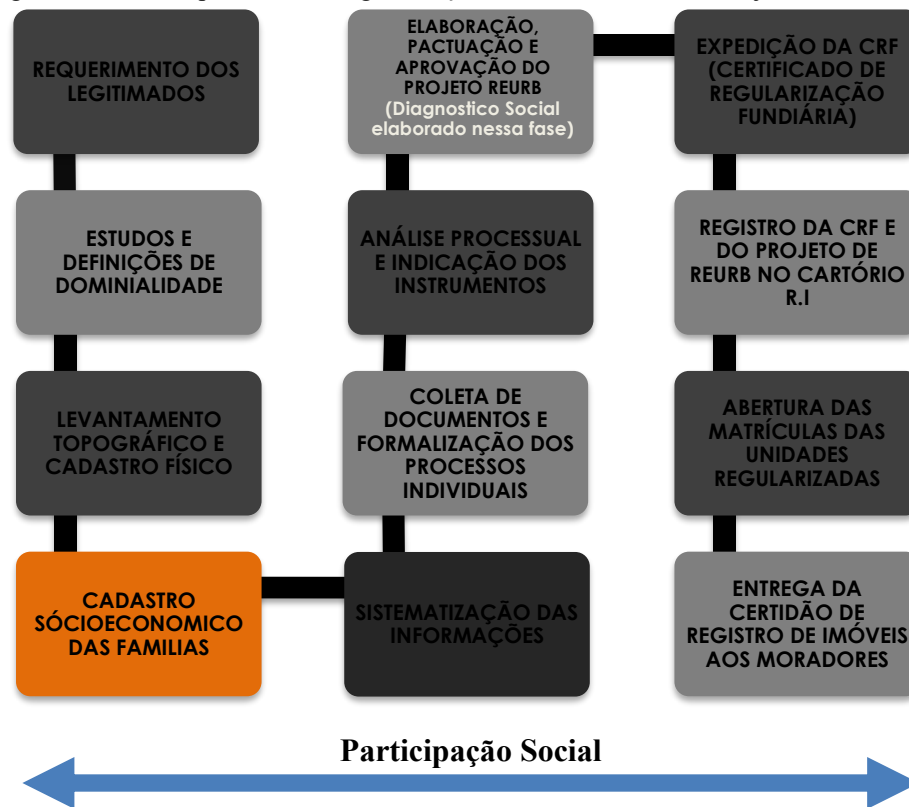 REQUERIMENTO DOS
LEGITIMADOS
ESTUDOS E
DEFINIÇÕES DE
DOMINIALIDADE
LEVANTAMENTO
TOPOGRÁFICO E
CADASTRO FÍSICO
CADASTRO
SÓCIOECONOMICO
DAS FAMILIAS
SISTEMATIZAÇÃO DAS
INFORMAÇÕES
COLETA DE
DOCUMENTOS E
FORMALIZAÇÃO DOS
PROCESSOS
INDIVIDUAIS
ANÁLISE PROCESSUAL
E INDICAÇÃO DOS
INSTRUMENTOS
ELABORAÇÃO,
PACTUAÇÃO E
APROVAÇÃO DO
PROJETO REURB
(Diagnostico Social
elaborado nessa fase)
EXPEDIÇÃO DA CRF
(CERTIFICADO DE
REGULARIZAÇÃO
FUNDIÁRIA)
REGISTRO DA CRF E
DO PROJETO DE
REURB NO CARTÓRIO
R.I
ABERTURA DAS
MATRÍCULAS DAS
UNIDADES
REGULARIZADAS
ENTREGA DA
CERTIDÃO DE
REGISTRO DE IMÓVEIS
AOS MORADORES
Participação Social